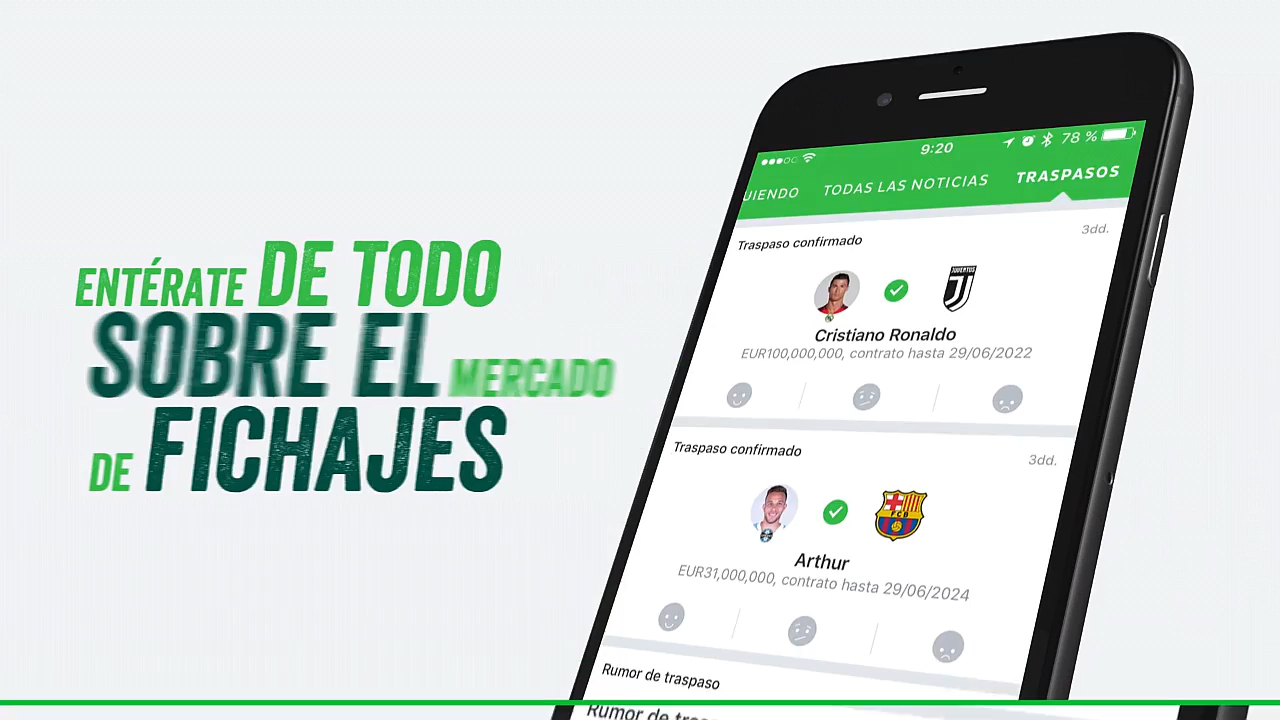 ENTÉRATE DE TODO
SOBRE EL MERCADO
DE FICHAJES
9:20
78 %
UIENDO
TODAS LAS NOTICIAS
TRASPASOS
Traspaso confirmado
3dd.
JUVENTUS
Cristiano Ronaldo
EUR100,000,000, contrato hasta 29/06/2022
Traspaso confirmado
3dd.
FCB
Arthur
EUR31,000,000, contrato hasta 29/06/2024
Rumor de traspaso
Rumor de